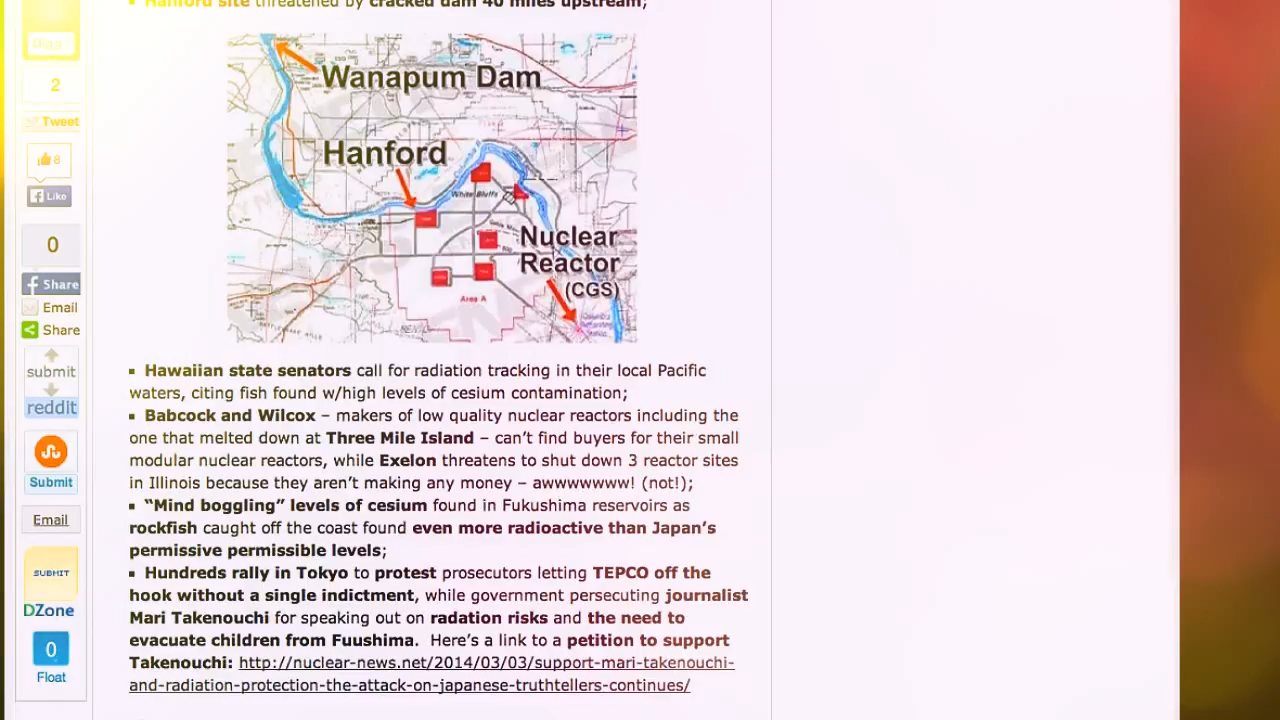 Hanford site threatened by cracked dam 40 miles upstream;
Digg
2
Tweet
8
Like
0
Share
Email
Share
submit
reddit
Submit
Email
SUBMIT
DZone
0
Float
Wanapum Dam
Hanford
White Bluffs
Nuclear
Reactor
(CGS)
Area A
▪ Hawaiian state senators call for radiation tracking in their local Pacific
waters, citing fish found w/high levels of cesium contamination;
▪ Babcock and Wilcox – makers of low quality nuclear reactors including the
one that melted down at Three Mile Island – can't find buyers for their small
modular nuclear reactors, while Exelon threatens to shut down 3 reactor sites
in Illinois because they aren't making any money – awwwwwww! (not!);
▪ “Mind boggling” levels of cesium found in Fukushima reservoirs as
rockfish caught off the coast found even more radioactive than Japan's
permissive permissible levels;
▪ Hundreds rally in Tokyo to protest prosecutors letting TEPCO off the
hook without a single indictment, while government persecuting journalist
Mari Takenouchi for speaking out on radation risks and the need to
evacuate children from Fuushima. Here's a link to a petition to support
Takenouchi: http://nuclear-news.net/2014/03/03/support-mari-takenouchi-
and-radiation-protection-the-attack-on-japanese-truthtellers-continues/